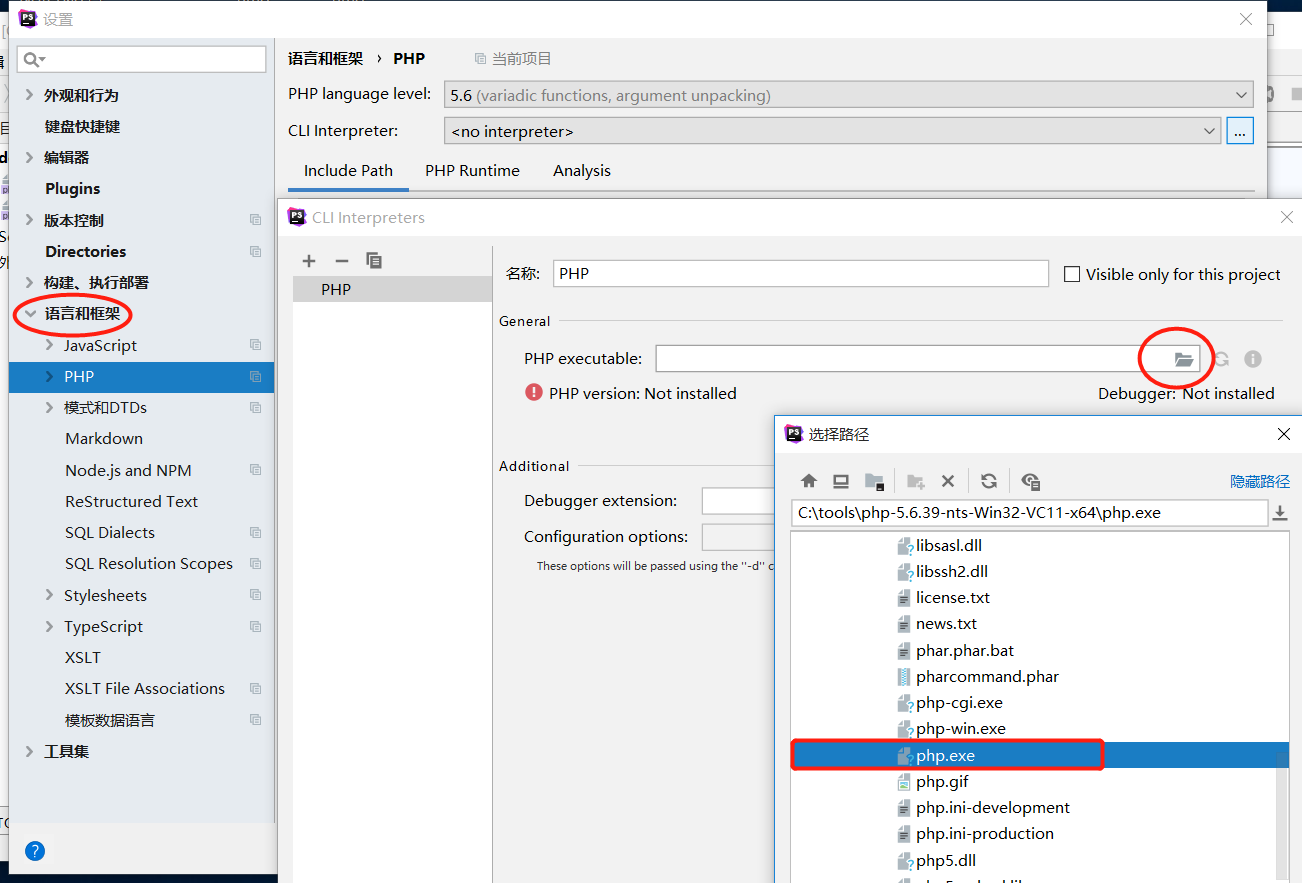 设置
外观和行为
键盘快捷键
编辑器
Plugins
版本控制
Directories
构建、执行部署
语言和框架
JavaScript
PHP
模式和DTDs
Markdown
Node.js and NPM
ReStructured Text
SQL Dialects
SQL Resolution Scopes
Stylesheets
TypeScript
XSLT
XSLT File Associations
模板数据语言
工具集
语言和框架 › PHP 当前项目
PHP language level: 5.6 (variadic functions, argument unpacking)
CLI Interpreter: <no interpreter> ...
Include Path PHP Runtime Analysis
CLI Interpreters
PHP
名称: PHP Visible only for this project
General
PHP executable:
PHP version: Not installed Debugger: Not installed
Additional
Debugger extension:
Configuration options:
These options will be passed using the ''-d'' c
选择路径
隐藏路径
C:\tools\php-5.6.39-nts-Win32-VC11-x64\php.exe
libsasl.dll
libssh2.dll
license.txt
news.txt
phar.phar.bat
pharcommand.phar
php-cgi.exe
php-win.exe
php.exe
php.gif
php.ini-development
php.ini-production
php5.dll